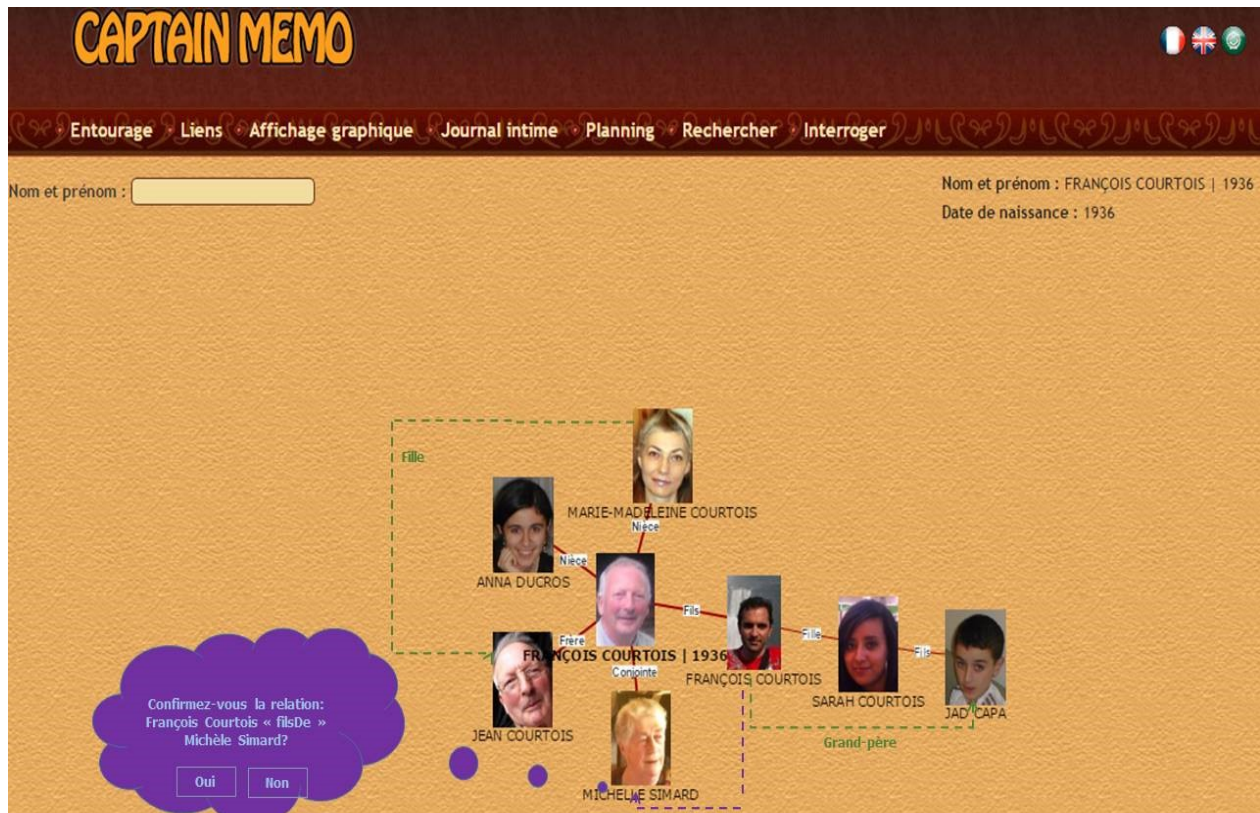 CAPTAIN MEMO
Entourage Liens Affichage graphique Journal intime Planning Rechercher Interroger
Nom et prénom :
Nom et prénom : FRANÇOIS COURTOIS | 1936
Date de naissance : 1936
Fille
MARIE-MADELEINE COURTOIS
Nièce
Nièce
ANNA DUCROS
Fils
Fille
Fils
Frère
FRANÇOIS COURTOIS | 1936
Conjointe
FRANÇOIS COURTOIS
SARAH COURTOIS
JAD CAPA
JEAN COURTOIS
Grand-père
MICHELLE SIMARD
Confirmez-vous la relation:
François Courtois « filsDe »
Michèle Simard?
Oui Non